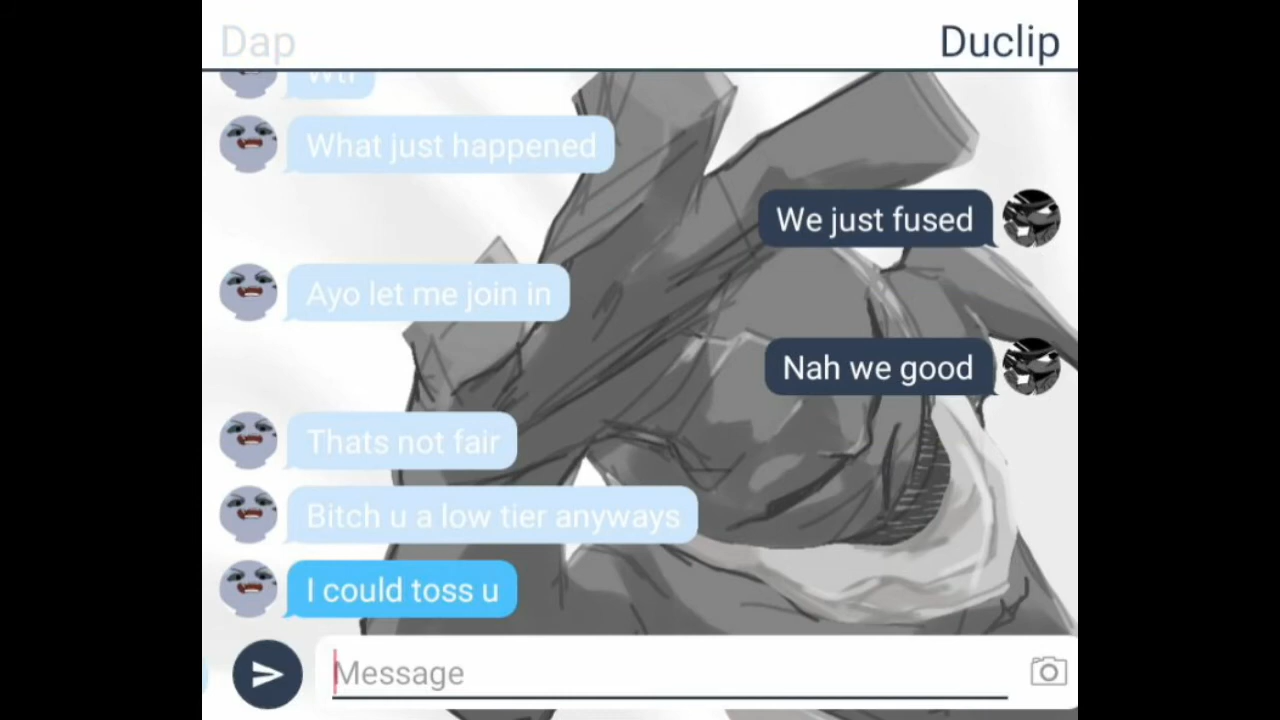 Dap
Duclip
What just happened
We just fused
Ayo let me join in
Nah we good
Thats not fair
Bitch u a low tier anyways
I could toss u
Message